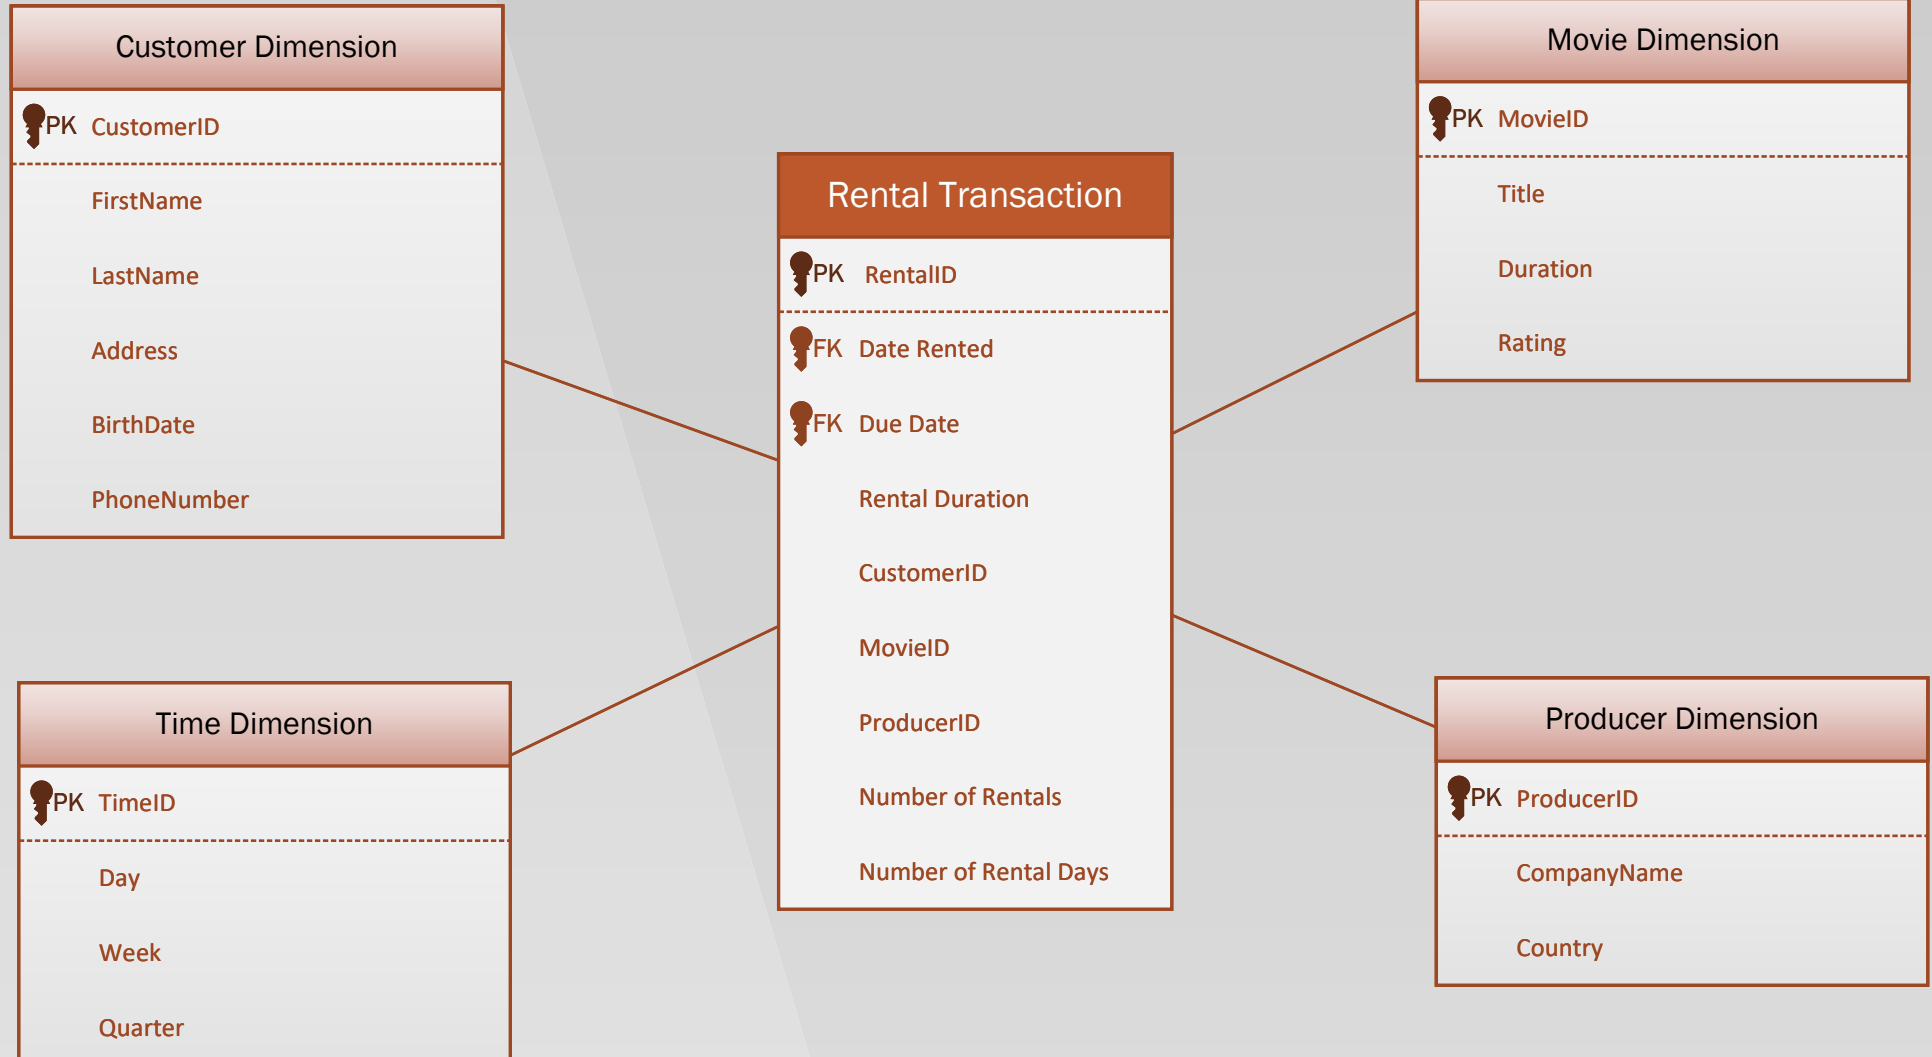 Customer Dimension
PK CustomerID
FirstName
LastName
Address
BirthDate
PhoneNumber
Movie Dimension
PK MovieID
Title
Duration
Rating
Rental Transaction
PK RentalID
FK Date Rented
FK Due Date
Rental Duration
CustomerID
MovieID
ProducerID
Number of Rentals
Number of Rental Days
Time Dimension
PK TimeID
Day
Week
Quarter
Producer Dimension
PK ProducerID
CompanyName
Country